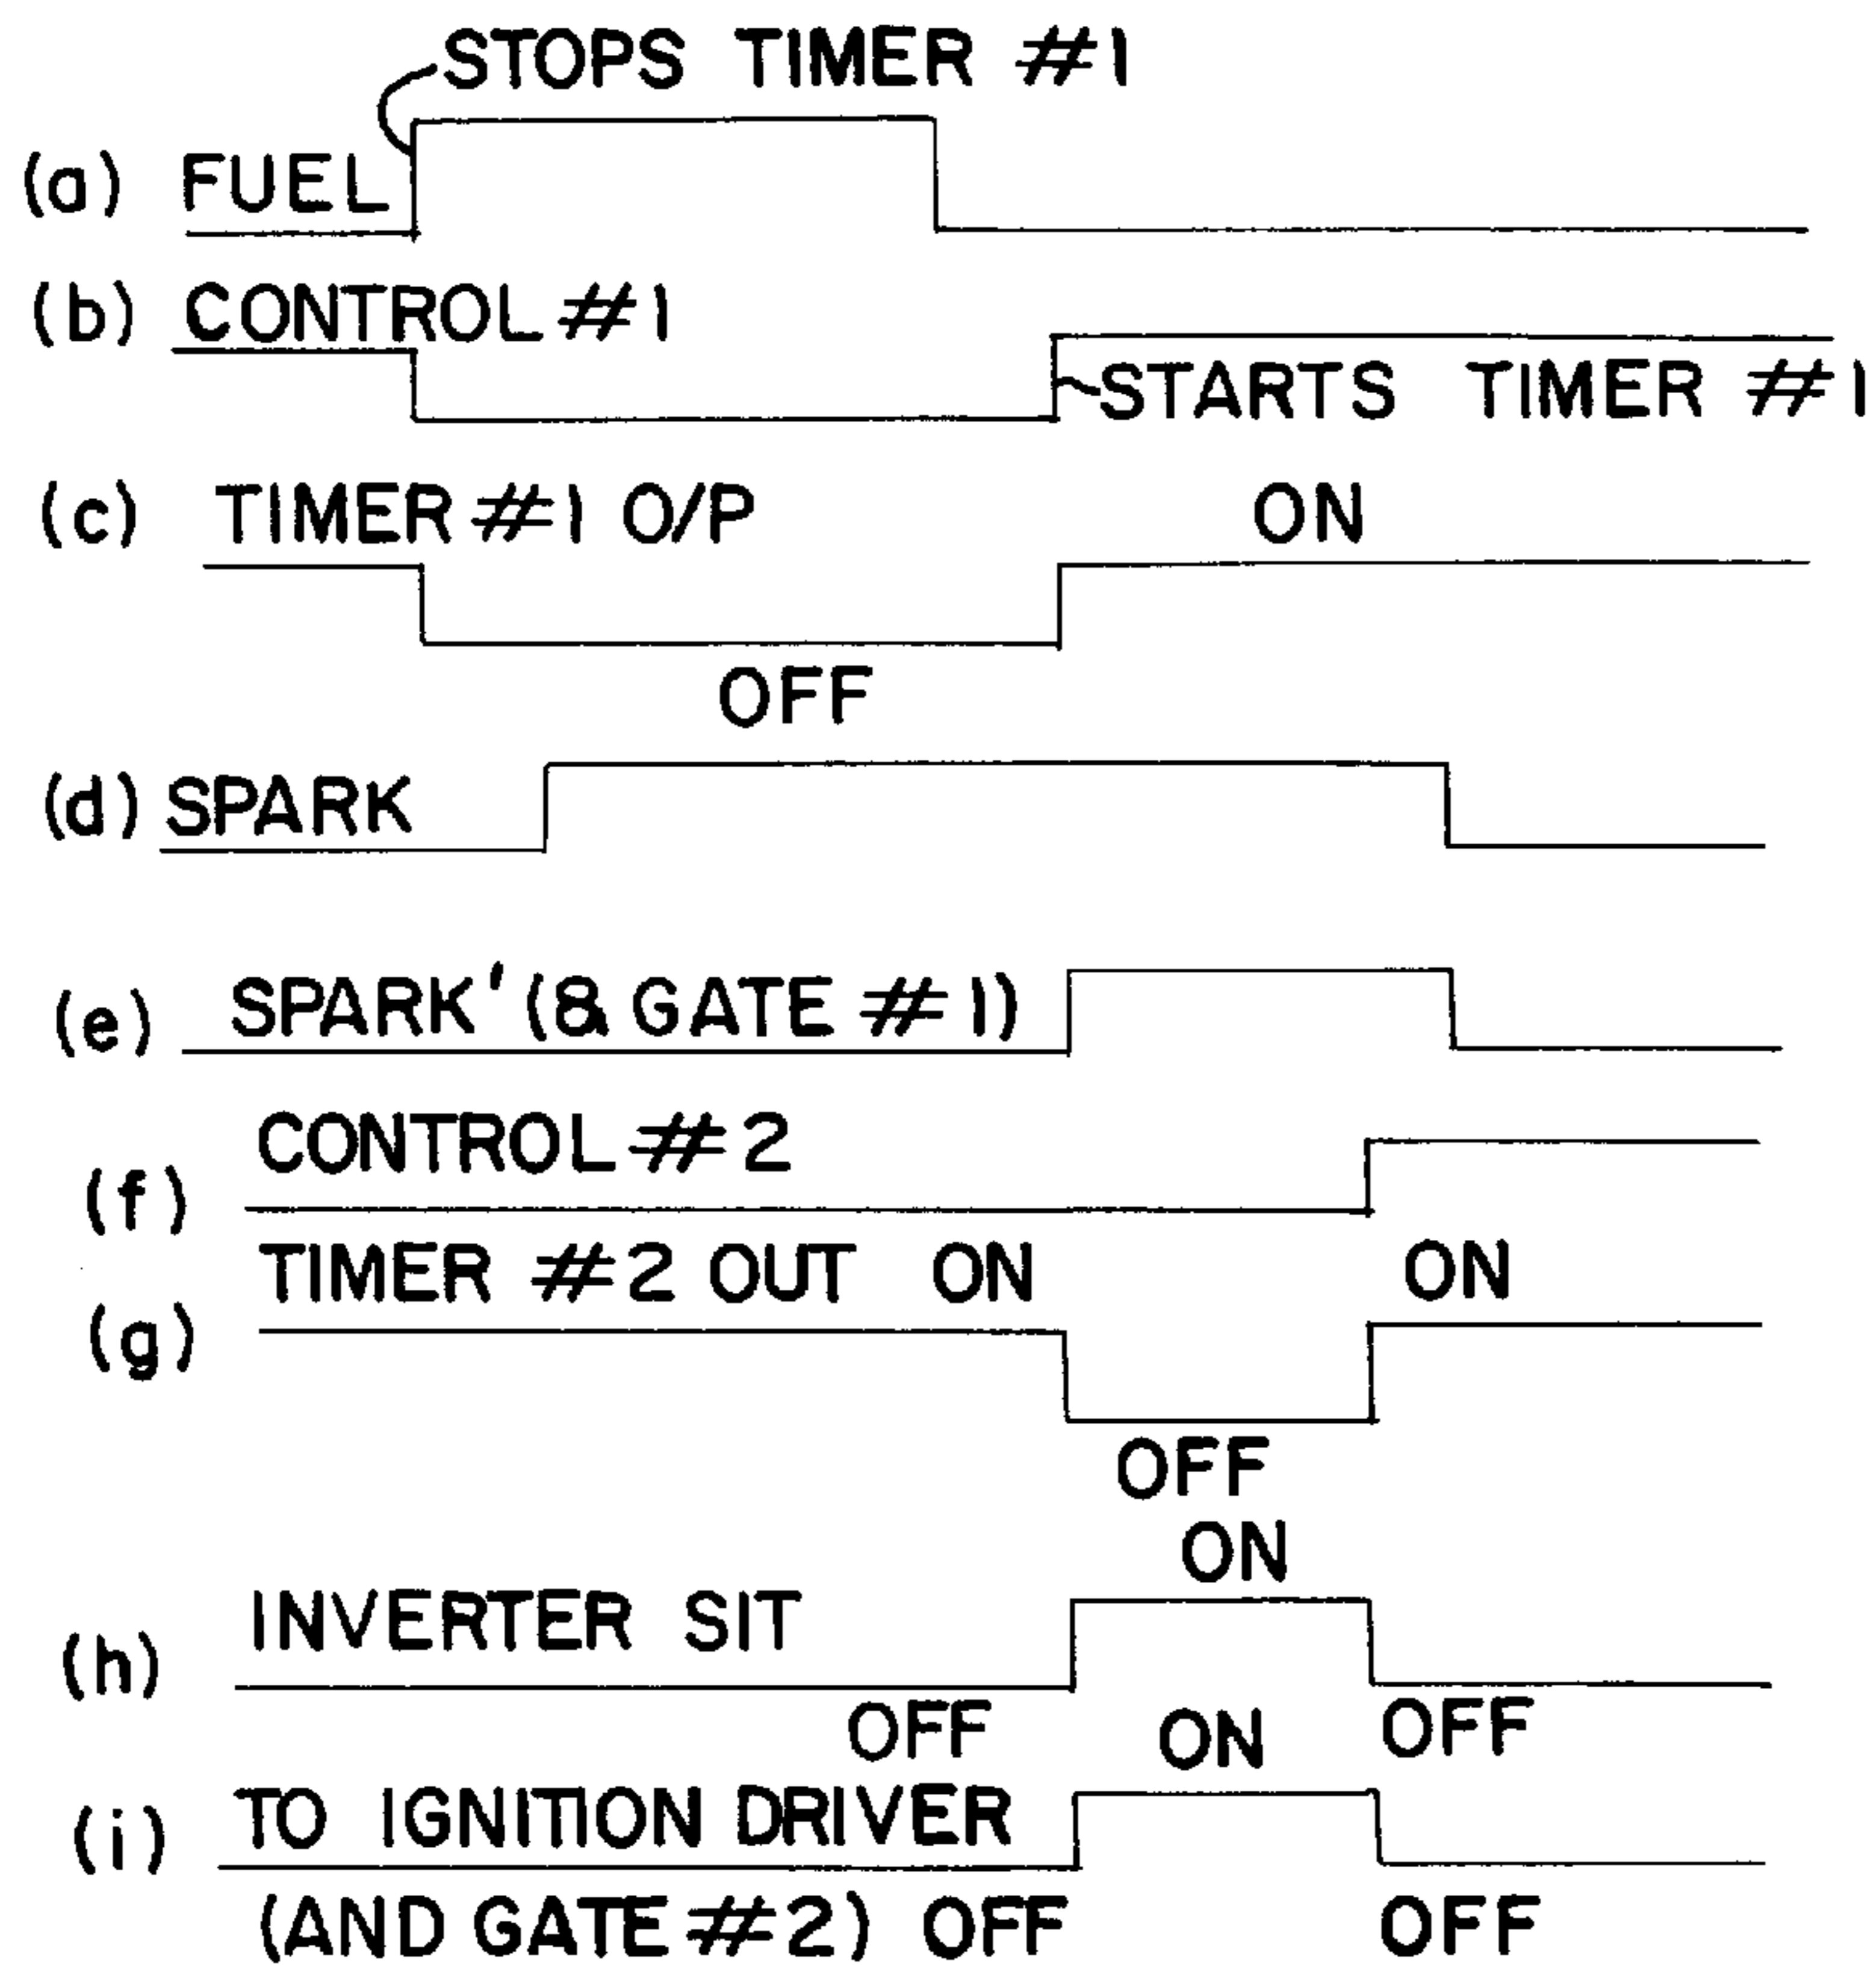 STOPS TIMER #1
(a) FUEL
(b) CONTROL #1
STARTS TIMER #1
(c) TIMER #1 O/P ON
OFF
(d) SPARK
(e) SPARK' (& GATE #1)
(f) CONTROL #2
(g) TIMER #2 OUT ON ON
OFF
ON
(h) INVERTER SIT
OFF ON OFF
(i) TO IGNITION DRIVER
(AND GATE #2) OFF OFF